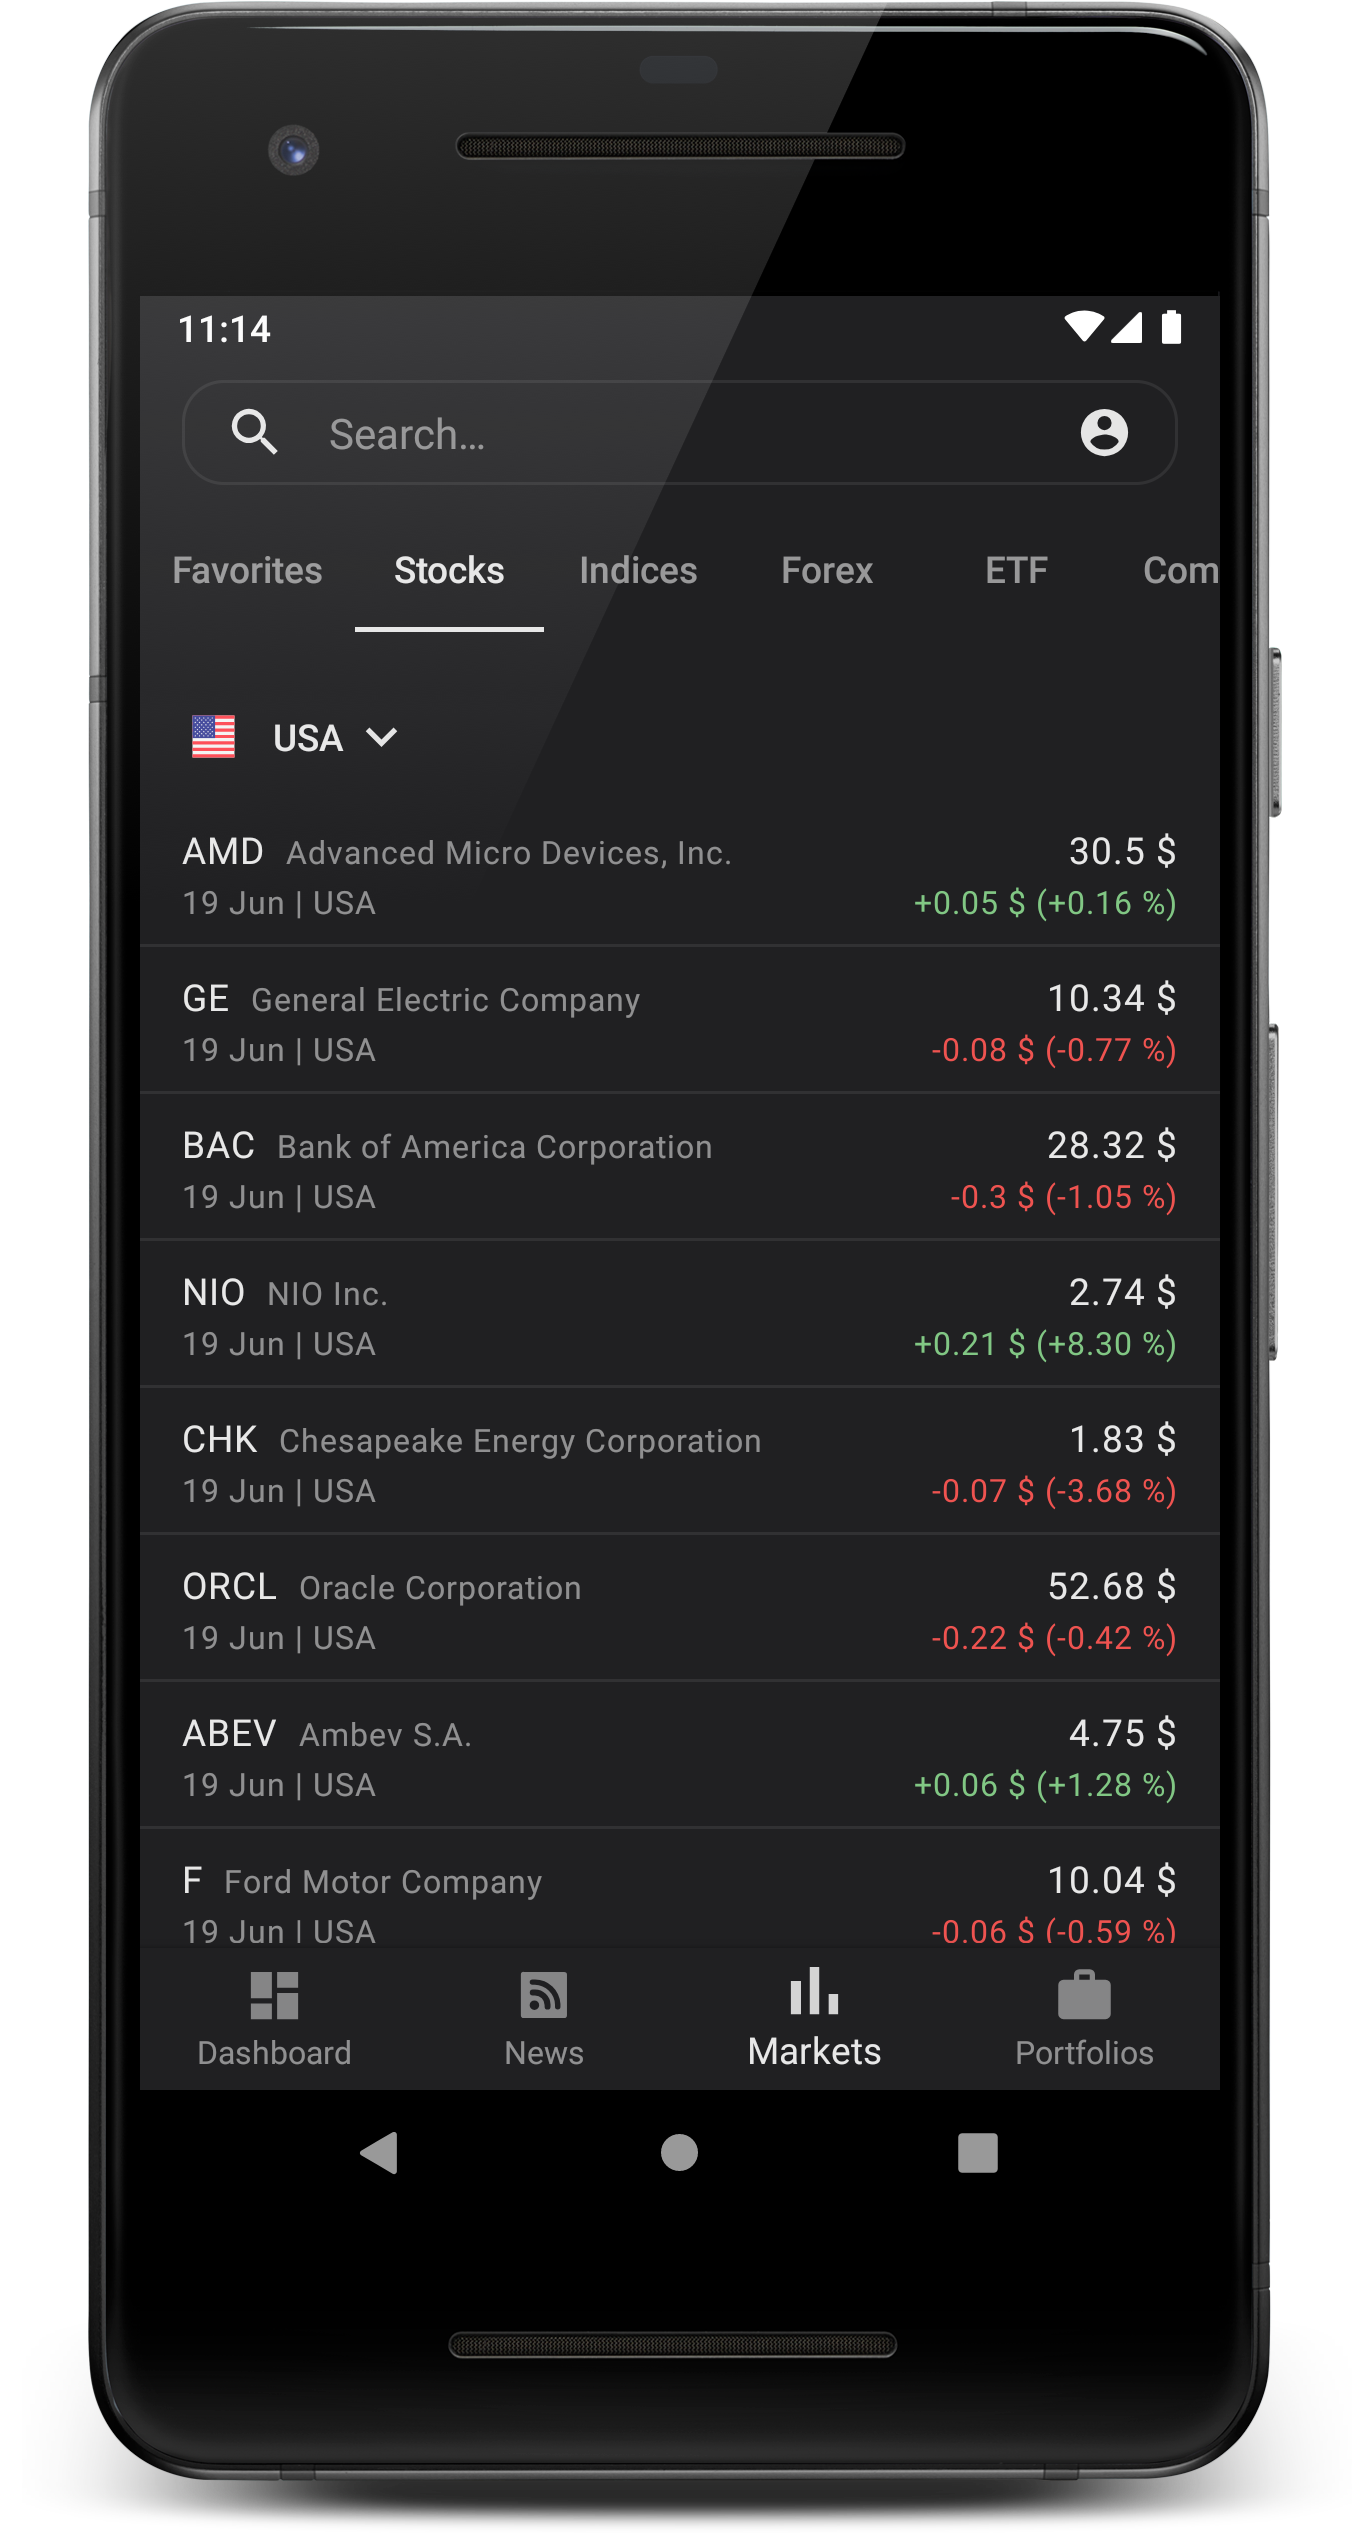 11:14
Search...
Favorites Stocks Indices Forex ETF Com
USA
AMD Advanced Micro Devices, Inc. 30.5 $
19 Jun | USA +0.05 $ (+0.16 %)
GE General Electric Company 10.34 $
19 Jun | USA -0.08 $ (-0.77 %)
BAC Bank of America Corporation 28.32 $
19 Jun | USA -0.3 $ (-1.05 %)
NIO NIO Inc. 2.74 $
19 Jun | USA +0.21 $ (+8.30 %)
CHK Chesapeake Energy Corporation 1.83 $
19 Jun | USA -0.07 $ (-3.68 %)
ORCL Oracle Corporation 52.68 $
19 Jun | USA -0.22 $ (-0.42 %)
ABEV Ambev S.A. 4.75 $
19 Jun | USA +0.06 $ (+1.28 %)
F Ford Motor Company 10.04 $
19 Jun | USA -0.06 $ (-0.59 %)
Dashboard News Markets Portfolios